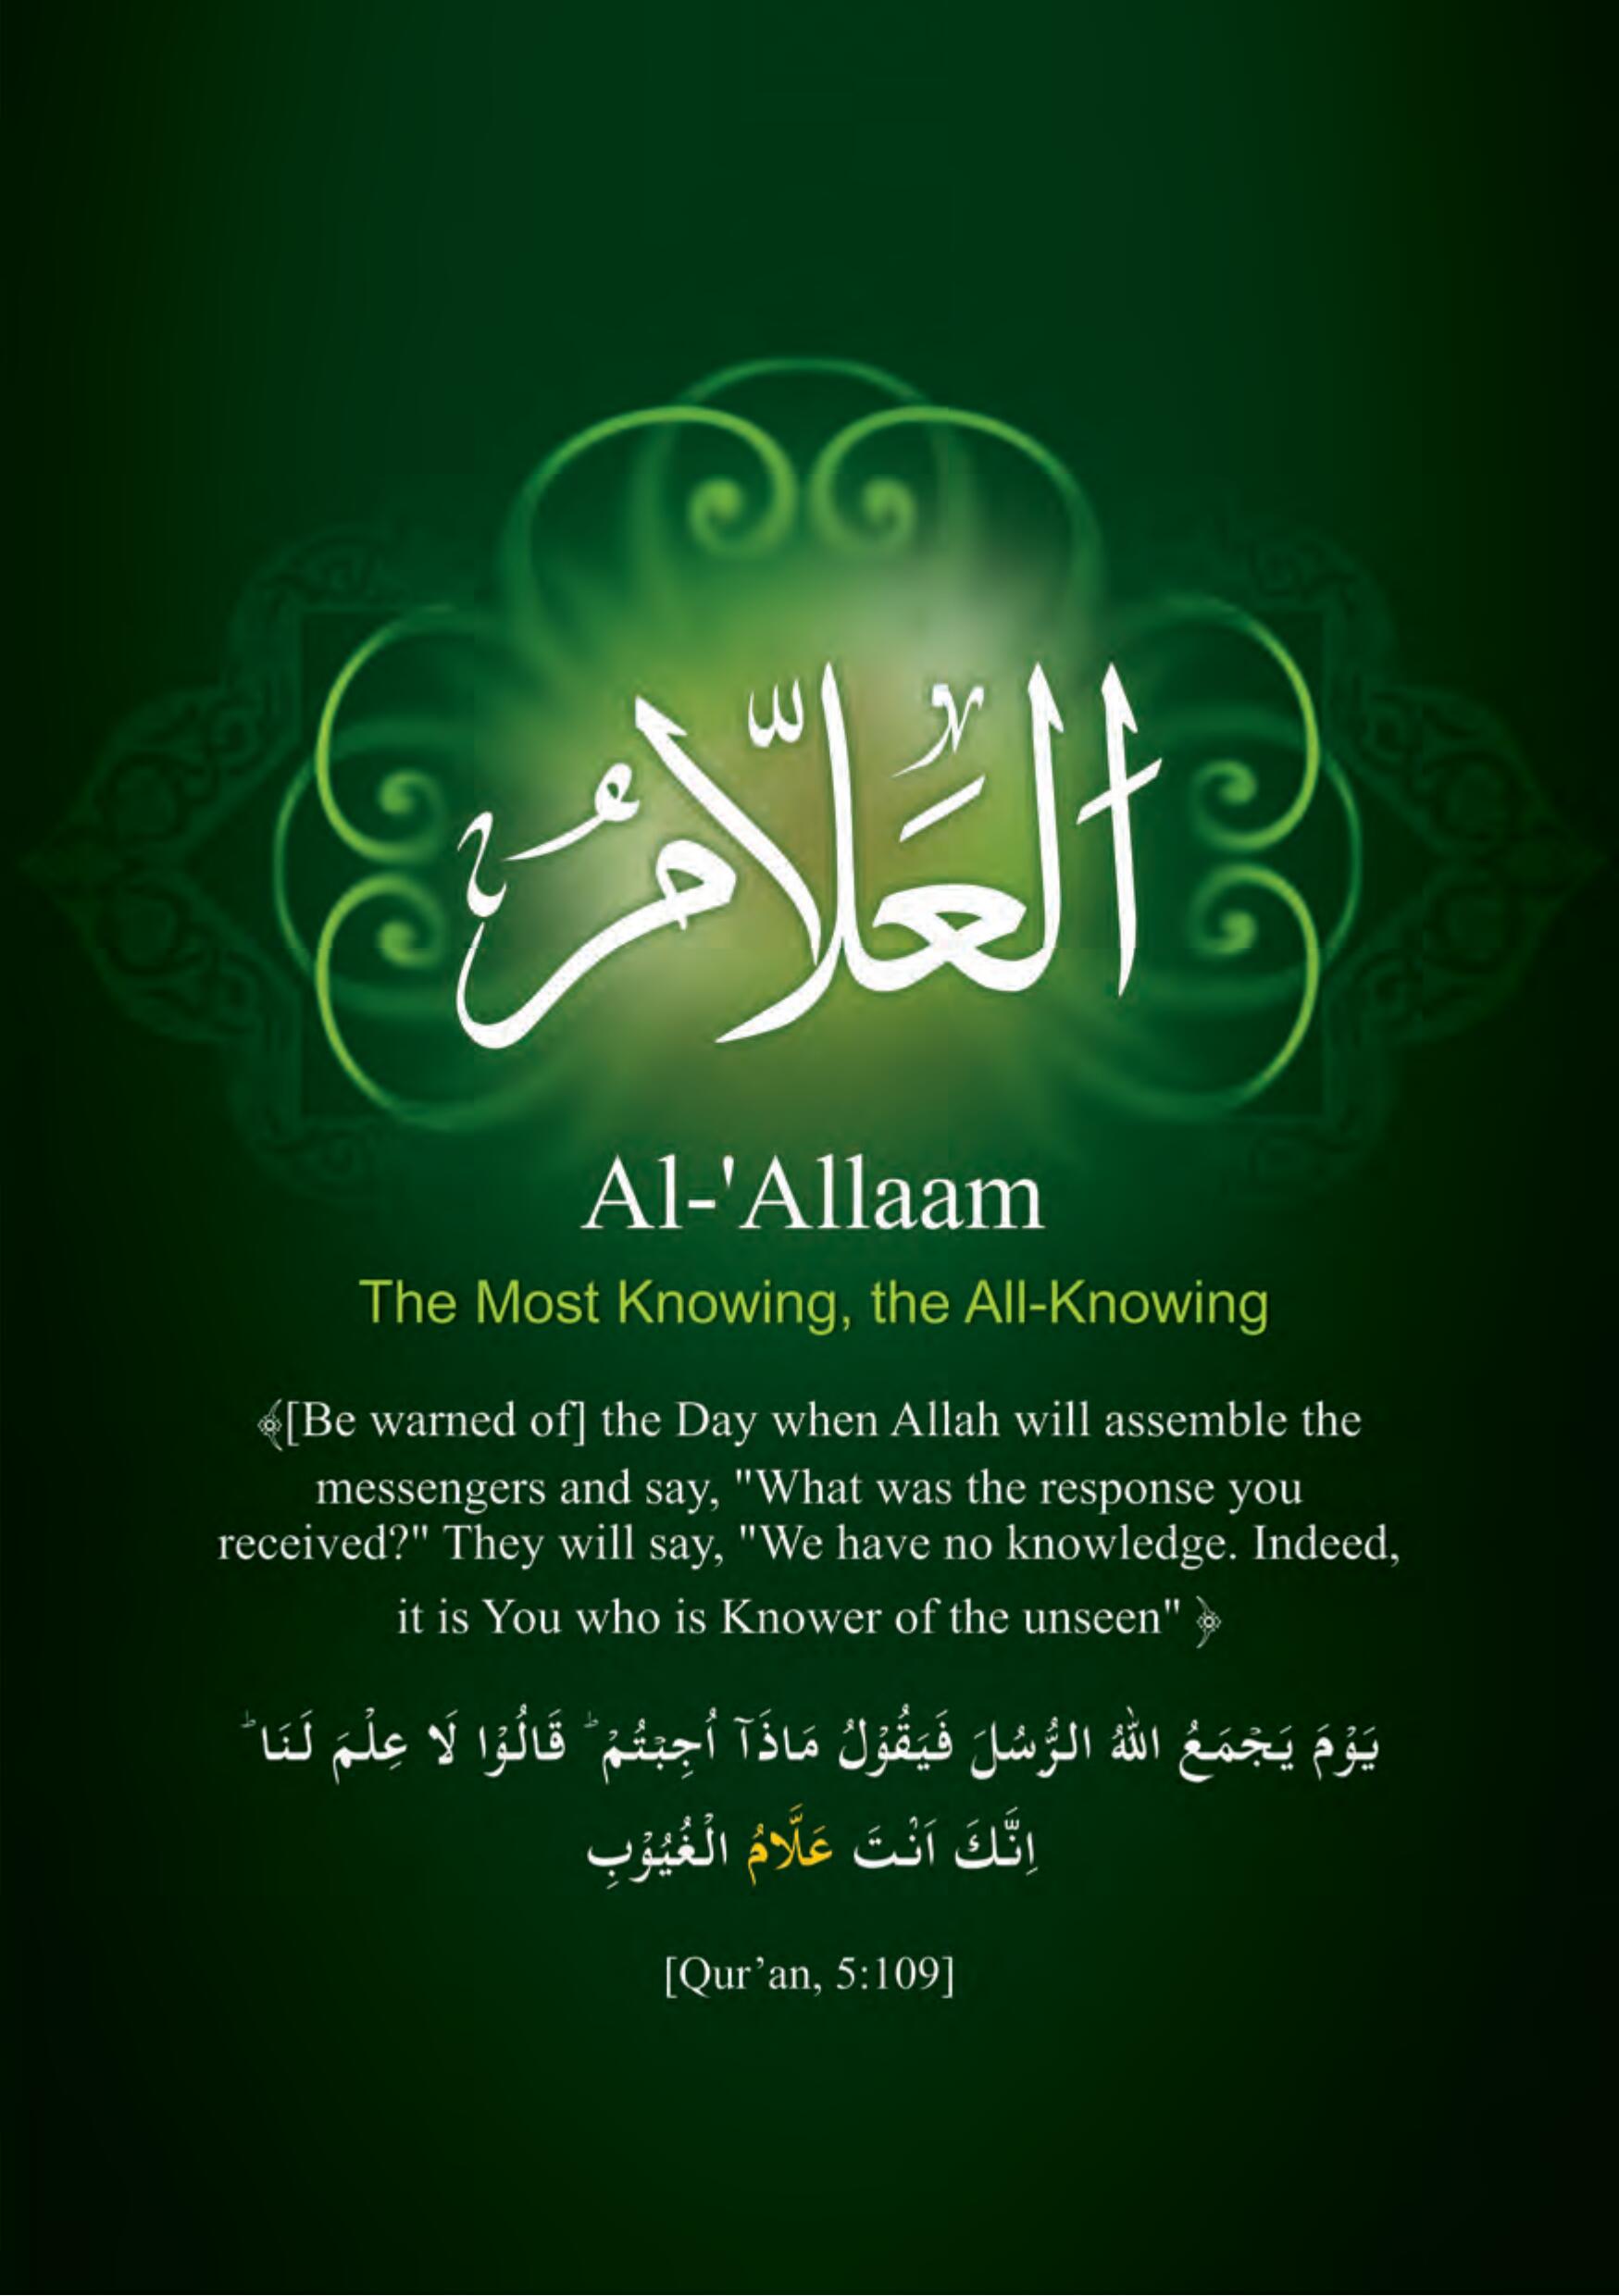 العَلاَّمُ
Al-'Allaam
The Most Knowing, the All-Knowing
﴾[Be warned of] the Day when Allah will assemble the
messengers and say, "What was the response you
received?" They will say, "We have no knowledge. Indeed,
it is You who is Knower of the unseen" ﴿
يَوْمَ يَجْمَعُ اللّٰهُ الرُّسُلَ فَيَقُوْلُ مَاذَآ اُجِبْتُمْ ؕ قَالُوْا لَا عِلْمَ لَنَا ؕ
اِنَّكَ اَنْتَ عَلَّامُ الْغُيُوْبِ
[Qur’an, 5:109]